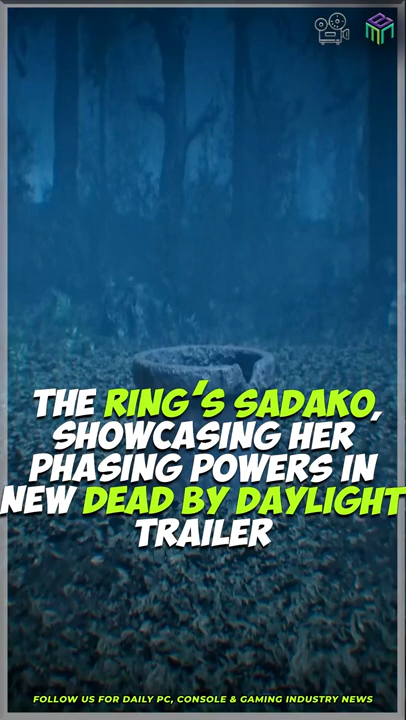 THE RING'S SADAKO,
SHOWCASING HER
PHASING POWERS IN
NEW DEAD BY DAYLIGHT
TRAILER
FOLLOW US FOR DAILY PC, CONSOLE & GAMING INDUSTRY NEWS